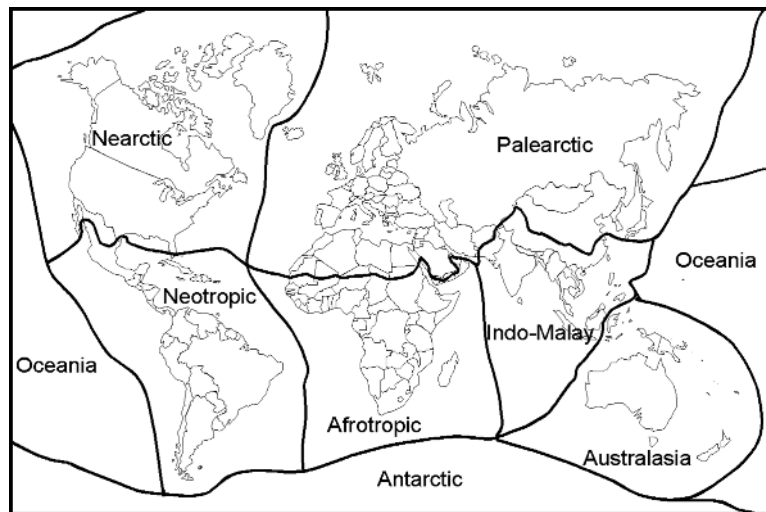 Nearctic
Palearctic
Oceania
Neotropic
Indo-Malay
Oceania
Afrotropic
Australasia
Antarctic